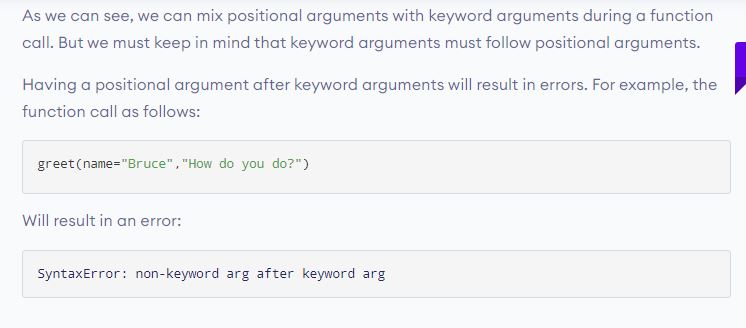 As we can see, we can mix positional arguments with keyword arguments during a function
call. But we must keep in mind that keyword arguments must follow positional arguments.
Having a positional argument after keyword arguments will result in errors. For example, the
function call as follows:
greet(name="Bruce","How do you do?")
Will result in an error:
SyntaxError: non-keyword arg after keyword arg